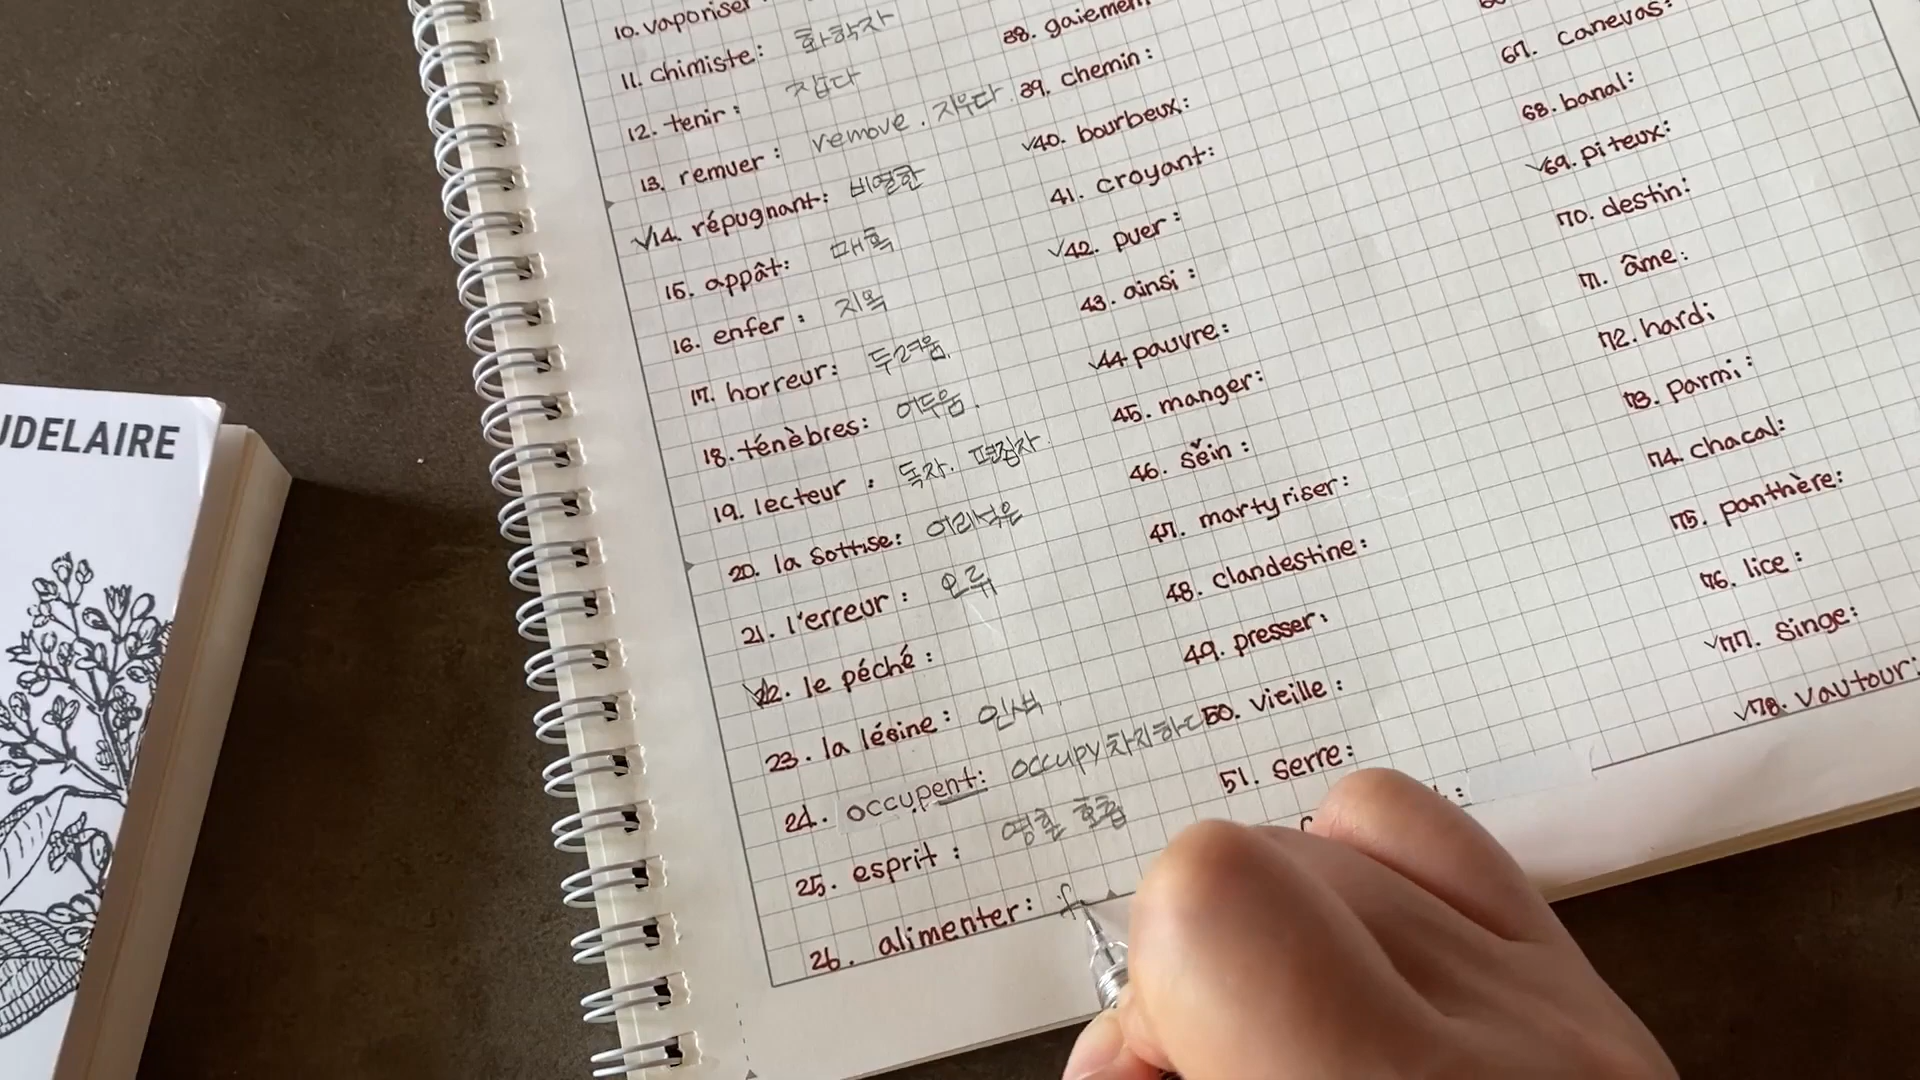 UDELAIRE
10. vaporiser
11. chimiste: 화학자
12. tenir: 잡다
13. remuer: remove. 지우다.
14. répugnant: 비열한
15. appât: 매혹
16. enfer: 지옥
17. horreur: 두려움.
18. ténèbres: 어두움.
19. lecteur: 독자. 편집자.
20. la sottise: 어리석은
21. l'erreur: 오류
22. le péché:
23. la lésine: 인색.
24. occupent: occupy 차지하다
25. esprit: 영혼 호흡
26. alimenter: f
38. gaiement
39. chemin:
40. bourbeux:
41. croyant:
42. puer:
43. ainsi:
44 pauvre:
45. manger:
46. sein:
47. martyriser:
48. clandestine:
49. presser:
50. vieille:
51. serre:
67. canevas:
68. banal:
69. piteux:
70. destin:
71. âme:
72. hardi
73. parmi:
74. chacal:
75. panthère:
76. lice:
77. singe:
78. vautour: